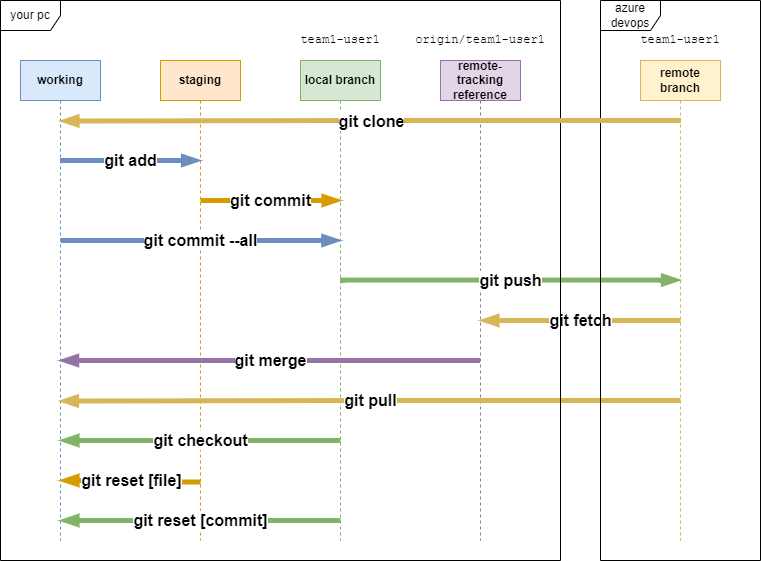 your pc
azure
devops
team1-user1
origin/team1-user1
team1-user1
working
staging
local branch
remote-
tracking
reference
remote
branch
git clone
git add
git commit
git commit --all
git push
git fetch
git merge
git pull
git checkout
git reset [file]
git reset [commit]